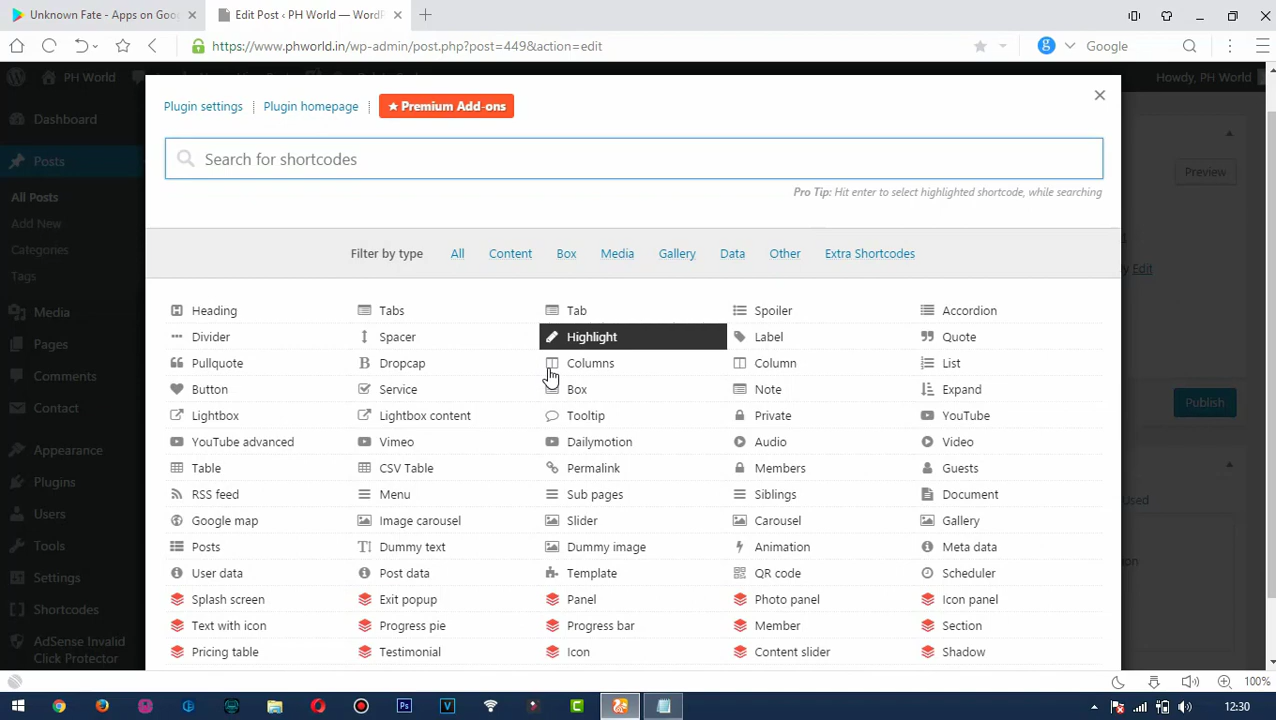 Unknown Fate - Apps on Goog
Edit Post ‹ PH World — WordP
https://www.phworld.in/wp-admin/post.php?post=449&action=edit
Google
PH World
Howdy, PH World
Dashboard
Posts
All Posts
Add New
Categories
Tags
Media
Pages
Comments
Contact
Appearance
Plugins
Users
Tools
Settings
Shortcodes
AdSense Invalid
Click Protector
Plugin settings | Plugin homepage | ★ Premium Add-ons
Search for shortcodes
Pro Tip: Hit enter to select highlighted shortcode, while searching
Filter by type All Content Box Media Gallery Data Other Extra Shortcodes
Heading Tabs Tab Spoiler Accordion
Divider Spacer Highlight Label Quote
Pullquote Dropcap Columns Column List
Button Service Box Note Expand
Lightbox Lightbox content Tooltip Private YouTube
YouTube advanced Vimeo Dailymotion Audio Video
Table CSV Table Permalink Members Guests
RSS feed Menu Sub pages Siblings Document
Google map Image carousel Slider Carousel Gallery
Posts Dummy text Dummy image Animation Meta data
User data Post data Template QR code Scheduler
Splash screen Exit popup Panel Photo panel Icon panel
Text with icon Progress pie Progress bar Member Section
Pricing table Testimonial Icon Content slider Shadow
Preview
Edit
Publish
Used
100%
12:30